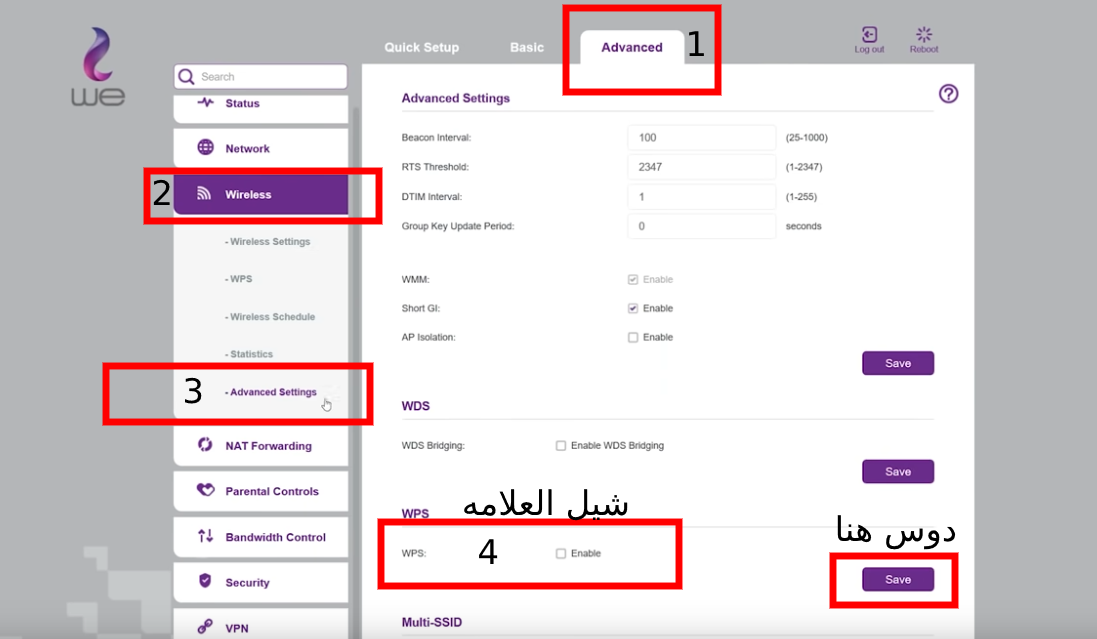 we
Quick Setup
Basic
Advanced
1
Log out
Reboot
Search
Status
Network
2
Wireless
- Wireless Settings
- WPS
- Wireless Schedule
- Statistics
3
- Advanced Settings
NAT Forwarding
Parental Controls
Bandwidth Control
Security
VPN
Advanced Settings
?
Beacon Interval: 100 (25-1000)
RTS Threshold: 2347 (1-2347)
DTIM Interval: 1 (1-255)
Group Key Update Period: 0 seconds
WMM: Enable
Short GI: Enable
AP Isolation: Enable
Save
WDS
WDS Bridging: Enable WDS Bridging
Save
شيل العلامه
WPS
دوس هنا
WPS: 4 Enable
Save
Multi-SSID